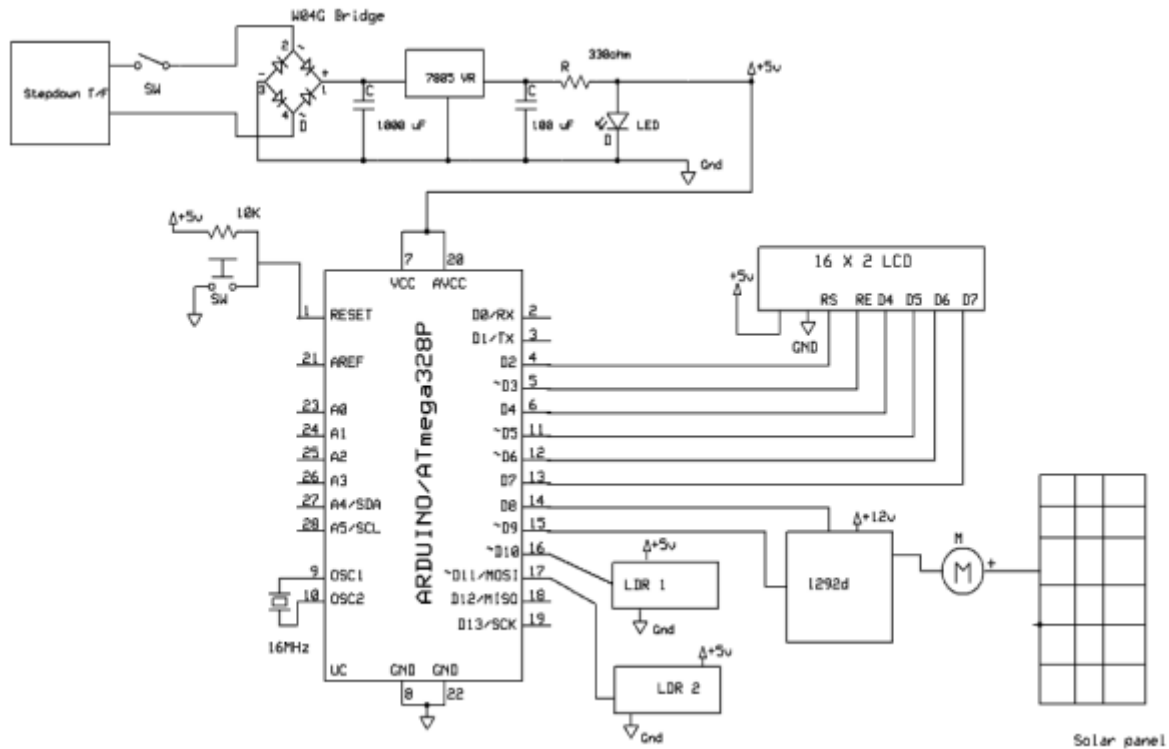 W04G Bridge
Stepdown T/F
SW
2
~
-
+
3
1
4
~
D
C
1000 uF
7805 VR
C
100 uF
R
330ohm
D
LED
+5v
Gnd
+5v
10K
SW
7
20
VCC AVCC
1 RESET
21 AREF
23 A0
24 A1
25 A2
26 A3
27 A4/SDA
28 A5/SCL
9 OSC1
10 OSC2
16MHz
UC
GND GND
8
22
ARDUINO/ATmega328P
D0/RX 2
D1/TX 3
D2 4
~D3 5
D4 6
~D5 11
~D6 12
D7 13
D8 14
~D9 15
~D10 16
~D11/MOSI 17
D12/MISO 18
D13/SCK 19
16 X 2 LCD
RS RE D4 D5 D6 D7
+5v
GND
+5v
LDR 1
Gnd
+5v
LDR 2
Gnd
+12v
l292d
M
M
+
Solar panel